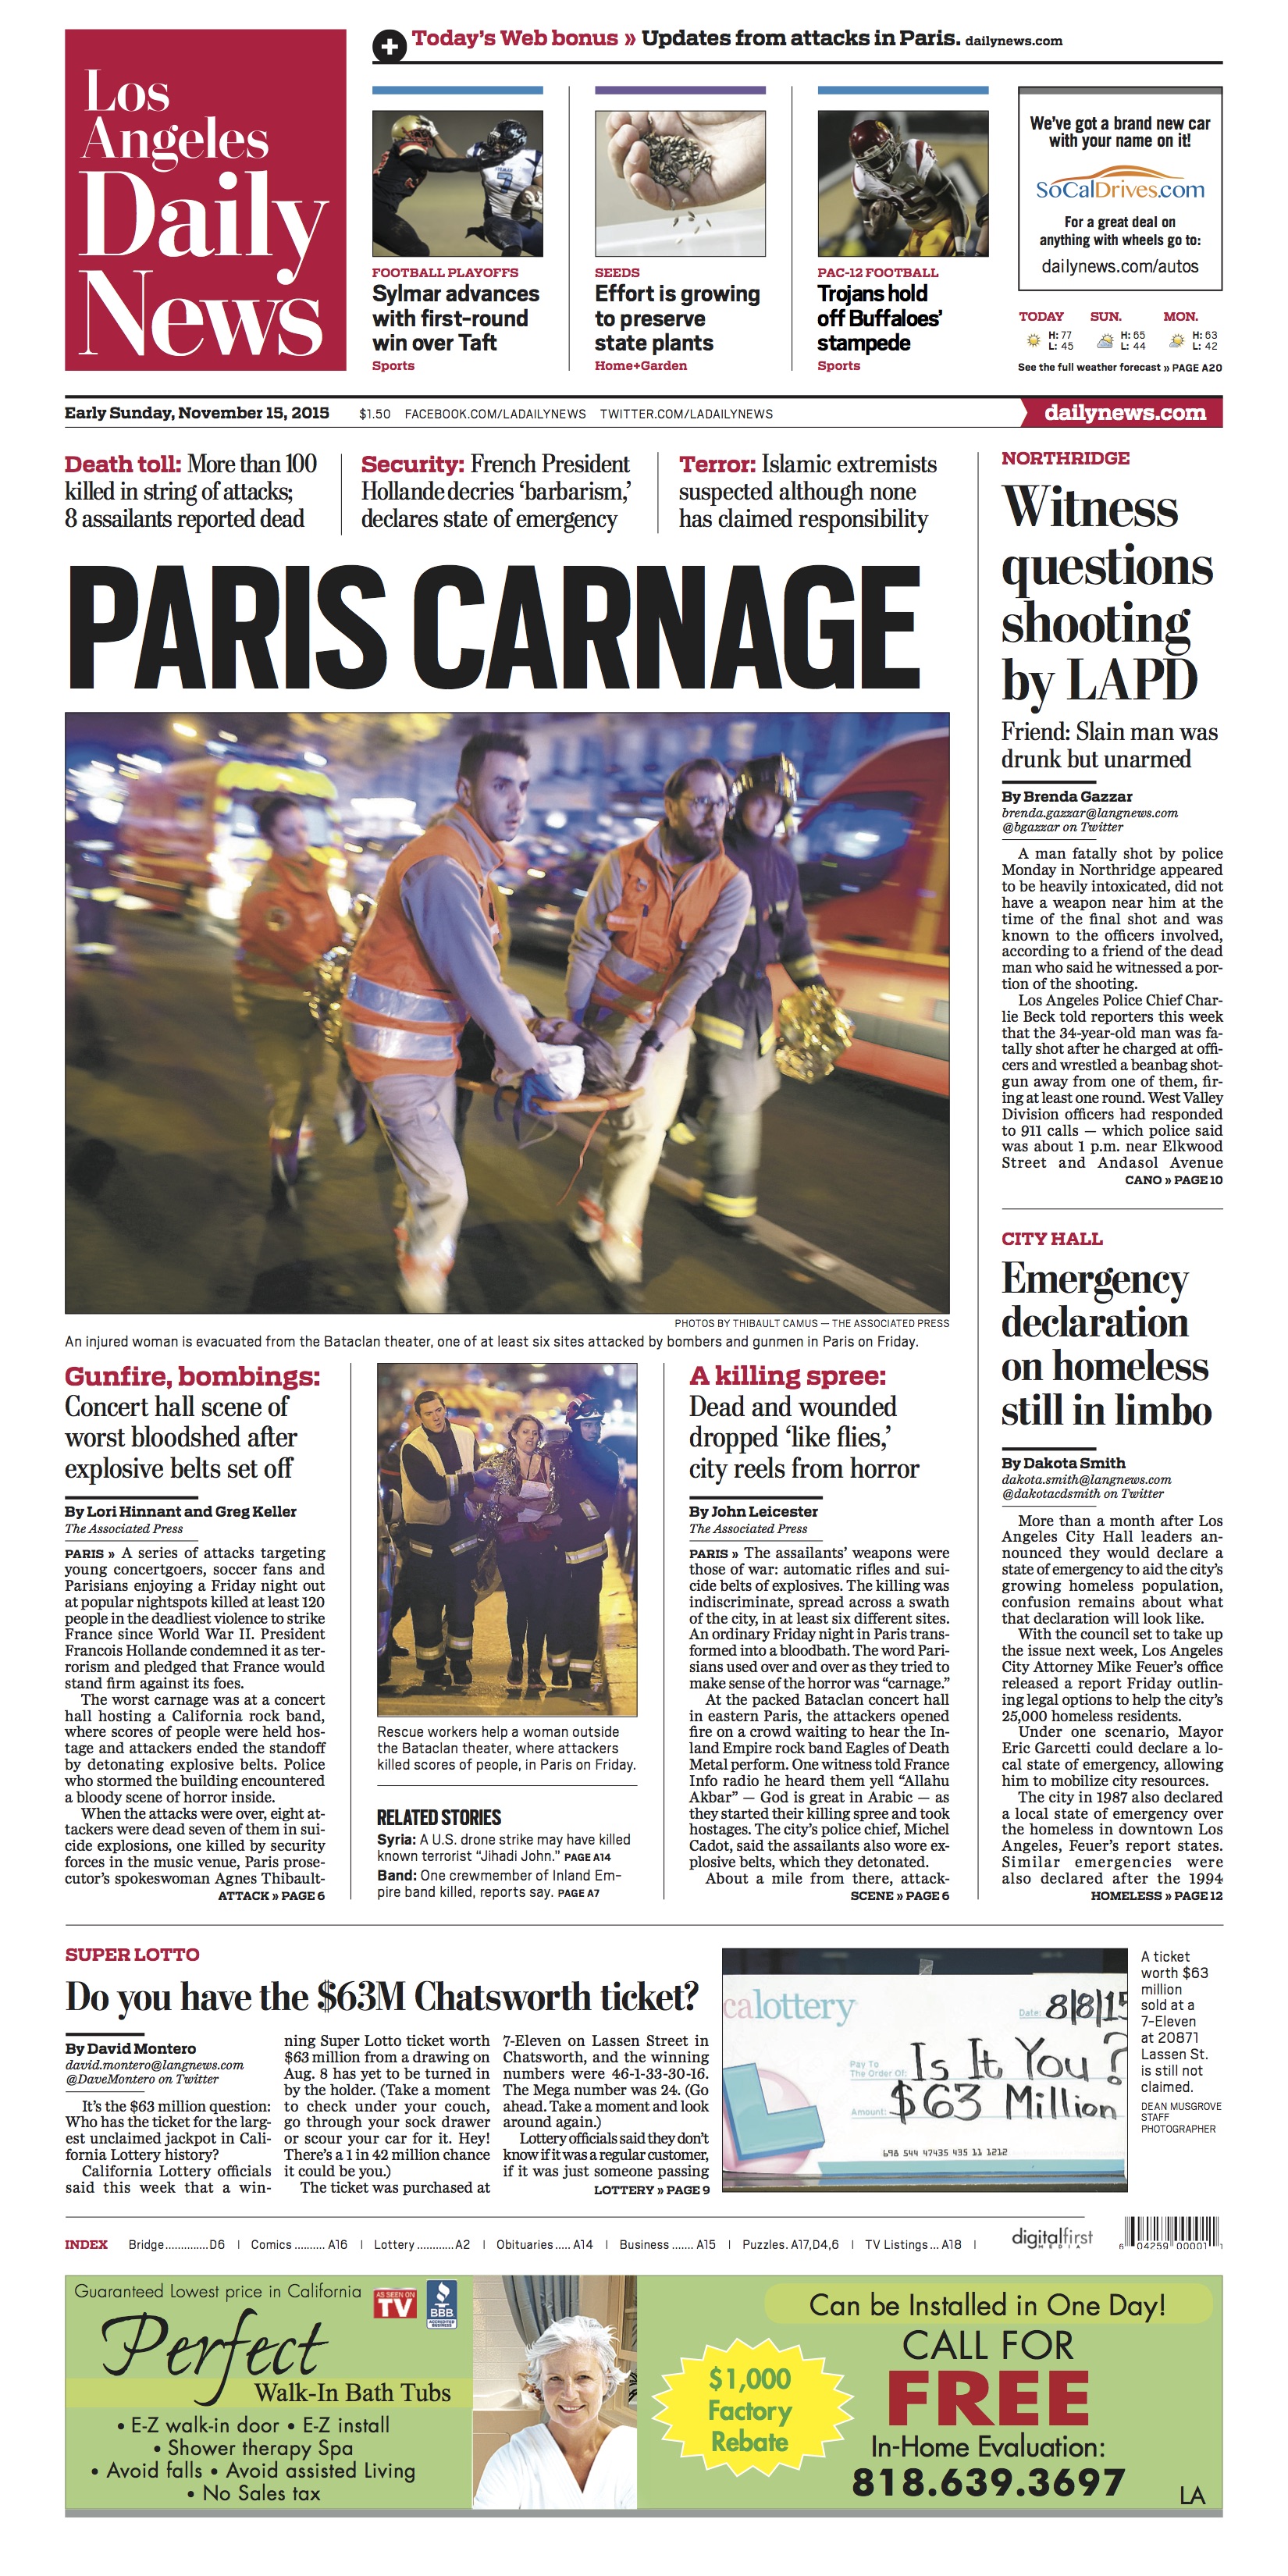 Los
Angeles
Daily
News
Today's Web bonus » Updates from attacks in Paris. dailynews.com
FOOTBALL PLAYOFFS
Sylmar advances
with first-round
win over Taft
Sports
SEEDS
Effort is growing
to preserve
state plants
Home+Garden
PAC-12 FOOTBALL
Trojans hold
off Buffaloes'
stampede
Sports
We've got a brand new car
with your name on it!
SoCalDrives.com
For a great deal on
anything with wheels go to:
dailynews.com/autos
TODAY SUN. MON.
H: 77 H: 65 H: 63
L: 45 L: 44 L: 42
See the full weather forecast » PAGE A20
Early Sunday, November 15, 2015 $1.50 FACEBOOK.COM/LADAILYNEWS TWITTER.COM/LADAILYNEWS dailynews.com
Death toll: More than 100
killed in string of attacks;
8 assailants reported dead
Security: French President
Hollande decries 'barbarism,'
declares state of emergency
Terror: Islamic extremists
suspected although none
has claimed responsibility
PARIS CARNAGE
PHOTOS BY THIBAULT CAMUS — THE ASSOCIATED PRESS
An injured woman is evacuated from the Bataclan theater, one of at least six sites attacked by bombers and gunmen in Paris on Friday.
Gunfire, bombings:
Concert hall scene of
worst bloodshed after
explosive belts set off
By Lori Hinnant and Greg Keller
The Associated Press
PARIS » A series of attacks targeting
young concertgoers, soccer fans and
Parisians enjoying a Friday night out
at popular nightspots killed at least 120
people in the deadliest violence to strike
France since World War II. President
Francois Hollande condemned it as ter-
rorism and pledged that France would
stand firm against its foes.
The worst carnage was at a concert
hall hosting a California rock band,
where scores of people were held hos-
tage and attackers ended the standoff
by detonating explosive belts. Police
who stormed the building encountered
a bloody scene of horror inside.
When the attacks were over, eight at-
tackers were dead seven of them in sui-
cide explosions, one killed by security
forces in the music venue, Paris prose-
cutor's spokeswoman Agnes Thibault-
ATTACK » PAGE 6
Rescue workers help a woman outside
the Bataclan theater, where attackers
killed scores of people, in Paris on Friday.
RELATED STORIES
Syria: A U.S. drone strike may have killed
known terrorist "Jihadi John." PAGE A14
Band: One crewmember of Inland Em-
pire band killed, reports say. PAGE A7
A killing spree:
Dead and wounded
dropped 'like flies,'
city reels from horror
By John Leicester
The Associated Press
PARIS » The assailants' weapons were
those of war: automatic rifles and sui-
cide belts of explosives. The killing was
indiscriminate, spread across a swath
of the city, in at least six different sites.
An ordinary Friday night in Paris trans-
formed into a bloodbath. The word Pari-
sians used over and over as they tried to
make sense of the horror was "carnage."
At the packed Bataclan concert hall
in eastern Paris, the attackers opened
fire on a crowd waiting to hear the In-
land Empire rock band Eagles of Death
Metal perform. One witness told France
Info radio he heard them yell "Allahu
Akbar" — God is great in Arabic — as
they started their killing spree and took
hostages. The city's police chief, Michel
Cadot, said the assailants also wore ex-
plosive belts, which they detonated.
About a mile from there, attack-
SCENE » PAGE 6
NORTHRIDGE
Witness
questions
shooting
by LAPD
Friend: Slain man was
drunk but unarmed
By Brenda Gazzar
brenda.gazzar@langnews.com
@bgazzar on Twitter
A man fatally shot by police
Monday in Northridge appeared
to be heavily intoxicated, did not
have a weapon near him at the
time of the final shot and was
known to the officers involved,
according to a friend of the dead
man who said he witnessed a por-
tion of the shooting.
Los Angeles Police Chief Char-
lie Beck told reporters this week
that the 34-year-old man was fa-
tally shot after he charged at offi-
cers and wrestled a beanbag shot-
gun away from one of them, fir-
ing at least one round. West Valley
Division officers had responded
to 911 calls — which police said
was about 1 p.m. near Elkwood
Street and Andasol Avenue
CANO » PAGE 10
CITY HALL
Emergency
declaration
on homeless
still in limbo
By Dakota Smith
dakota.smith@langnews.com
@dakotacdsmith on Twitter
More than a month after Los
Angeles City Hall leaders an-
nounced they would declare a
state of emergency to aid the city's
growing homeless population,
confusion remains about what
that declaration will look like.
With the council set to take up
the issue next week, Los Angeles
City Attorney Mike Feuer's office
released a report Friday outlin-
ing legal options to help the city's
25,000 homeless residents.
Under one scenario, Mayor
Eric Garcetti could declare a lo-
cal state of emergency, allowing
him to mobilize city resources.
The city in 1987 also declared
a local state of emergency over
the homeless in downtown Los
Angeles, Feuer's report states.
Similar emergencies were
also declared after the 1994
HOMELESS » PAGE 12
SUPER LOTTO
Do you have the $63M Chatsworth ticket?
By David Montero
david.montero@langnews.com
@DaveMontero on Twitter
It's the $63 million question:
Who has the ticket for the larg-
est unclaimed jackpot in Cali-
fornia Lottery history?
California Lottery officials
said this week that a win-
ning Super Lotto ticket worth
$63 million from a drawing on
Aug. 8 has yet to be turned in
by the holder. (Take a moment
to check under your couch,
go through your sock drawer
or scour your car for it. Hey!
There's a 1 in 42 million chance
it could be you.)
The ticket was purchased at
7-Eleven on Lassen Street in
Chatsworth, and the winning
numbers were 46-1-33-30-16.
The Mega number was 24. (Go
ahead. Take a moment and look
around again.)
Lottery officials said they don't
know if it was a regular customer,
if it was just someone passing
LOTTERY » PAGE 9
calottery
Date: 8/8/15
Pay To
The Order Of: Is It You?
Amount: $63 Million
698 544 47435 435 11 1212
A ticket
worth $63
million
sold at a
7-Eleven
at 20871
Lassen St.
is still not
claimed.
DEAN MUSGROVE
STAFF
PHOTOGRAPHER
INDEX Bridge..............D6 | Comics .......... A16 | Lottery ............A2 | Obituaries..... A14 | Business ....... A15 | Puzzles. A17,D4,6 | TV Listings... A18 |
digitalfirst
MEDIA
6 04259 00001 1
Guaranteed Lowest price in California
AS SEEN ON
TV
BBB
ACCREDITED
BUSINESS
Perfect
Walk-In Bath Tubs
• E-Z walk-in door • E-Z install
• Shower therapy Spa
• Avoid falls • Avoid assisted Living
• No Sales tax
$1,000
Factory
Rebate
Can be Installed in One Day!
CALL FOR
FREE
In-Home Evaluation:
818.639.3697
LA